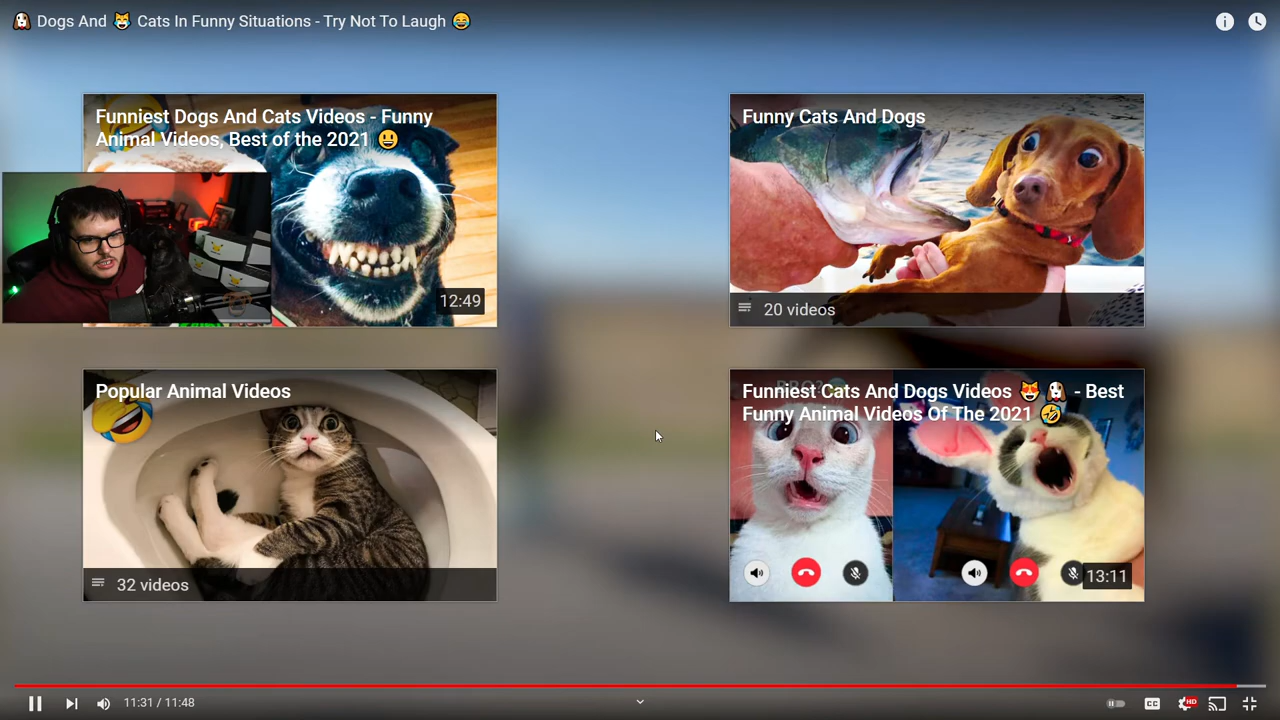 🐶 Dogs And 😹 Cats In Funny Situations - Try Not To Laugh 😂
Funniest Dogs And Cats Videos - Funny
Animal Videos, Best of the 2021 😃
12:49
Funny Cats And Dogs
20 videos
Popular Animal Videos
32 videos
Funniest Cats And Dogs Videos 😻 🐶 - Best
Funny Animal Videos Of The 2021 🤣
13:11
11:31 / 11:48
CC
HD